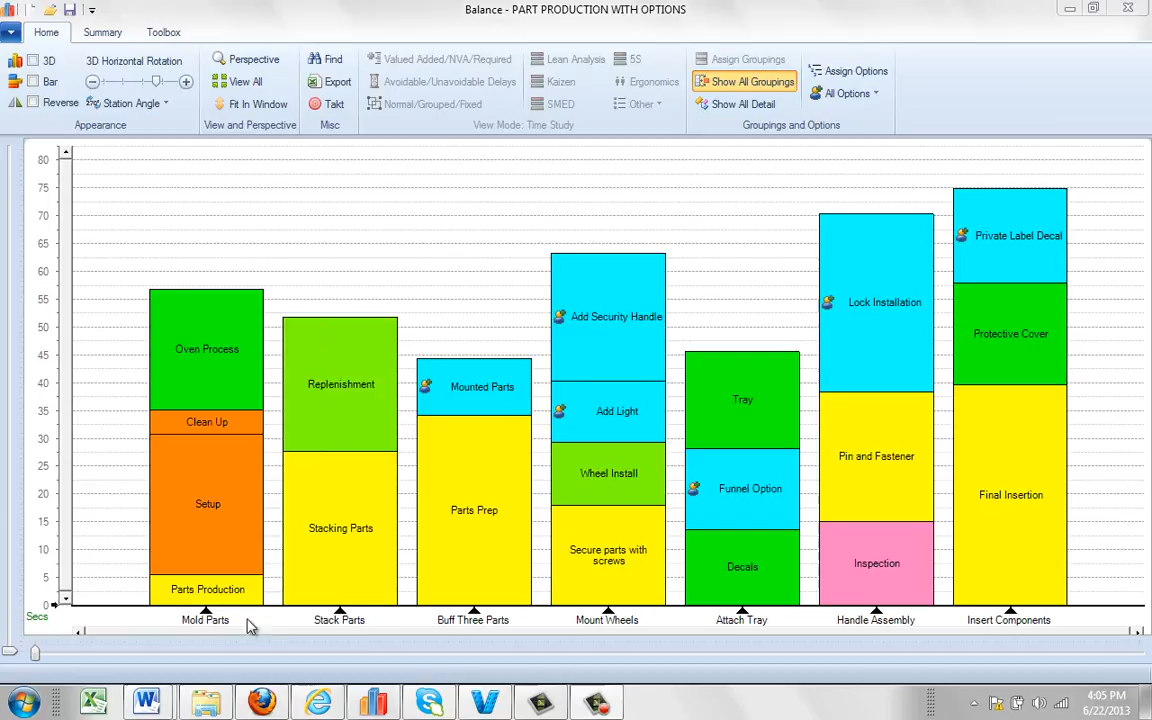 Balance - PART PRODUCTION WITH OPTIONS
Home Summary Toolbox
3D 3D Horizontal Rotation Perspective Find Valued Added/NVA/Required Lean Analysis 5S Assign Groupings Assign Options
Bar View All Export Avoidable/Unavoidable Delays Kaizen Ergonomics Show All Groupings All Options
Reverse Station Angle Fit In Window Takt Normal/Grouped/Fixed SMED Other Show All Detail
Appearance View and Perspective Misc View Mode: Time Study Groupings and Options
80
75
70
65
60
55
50
45
40
35
30
25
20
15
10
5
0
Secs
Oven Process
Clean Up
Setup
Parts Production
Mold Parts
Replenishment
Stacking Parts
Stack Parts
Mounted Parts
Parts Prep
Buff Three Parts
Add Security Handle
Add Light
Wheel Install
Secure parts with
screws
Mount Wheels
Tray
Funnel Option
Decals
Attach Tray
Lock Installation
Pin and Fastener
Inspection
Handle Assembly
Private Label Decal
Protective Cover
Final Insertion
Insert Components
4:05 PM
6/22/2013